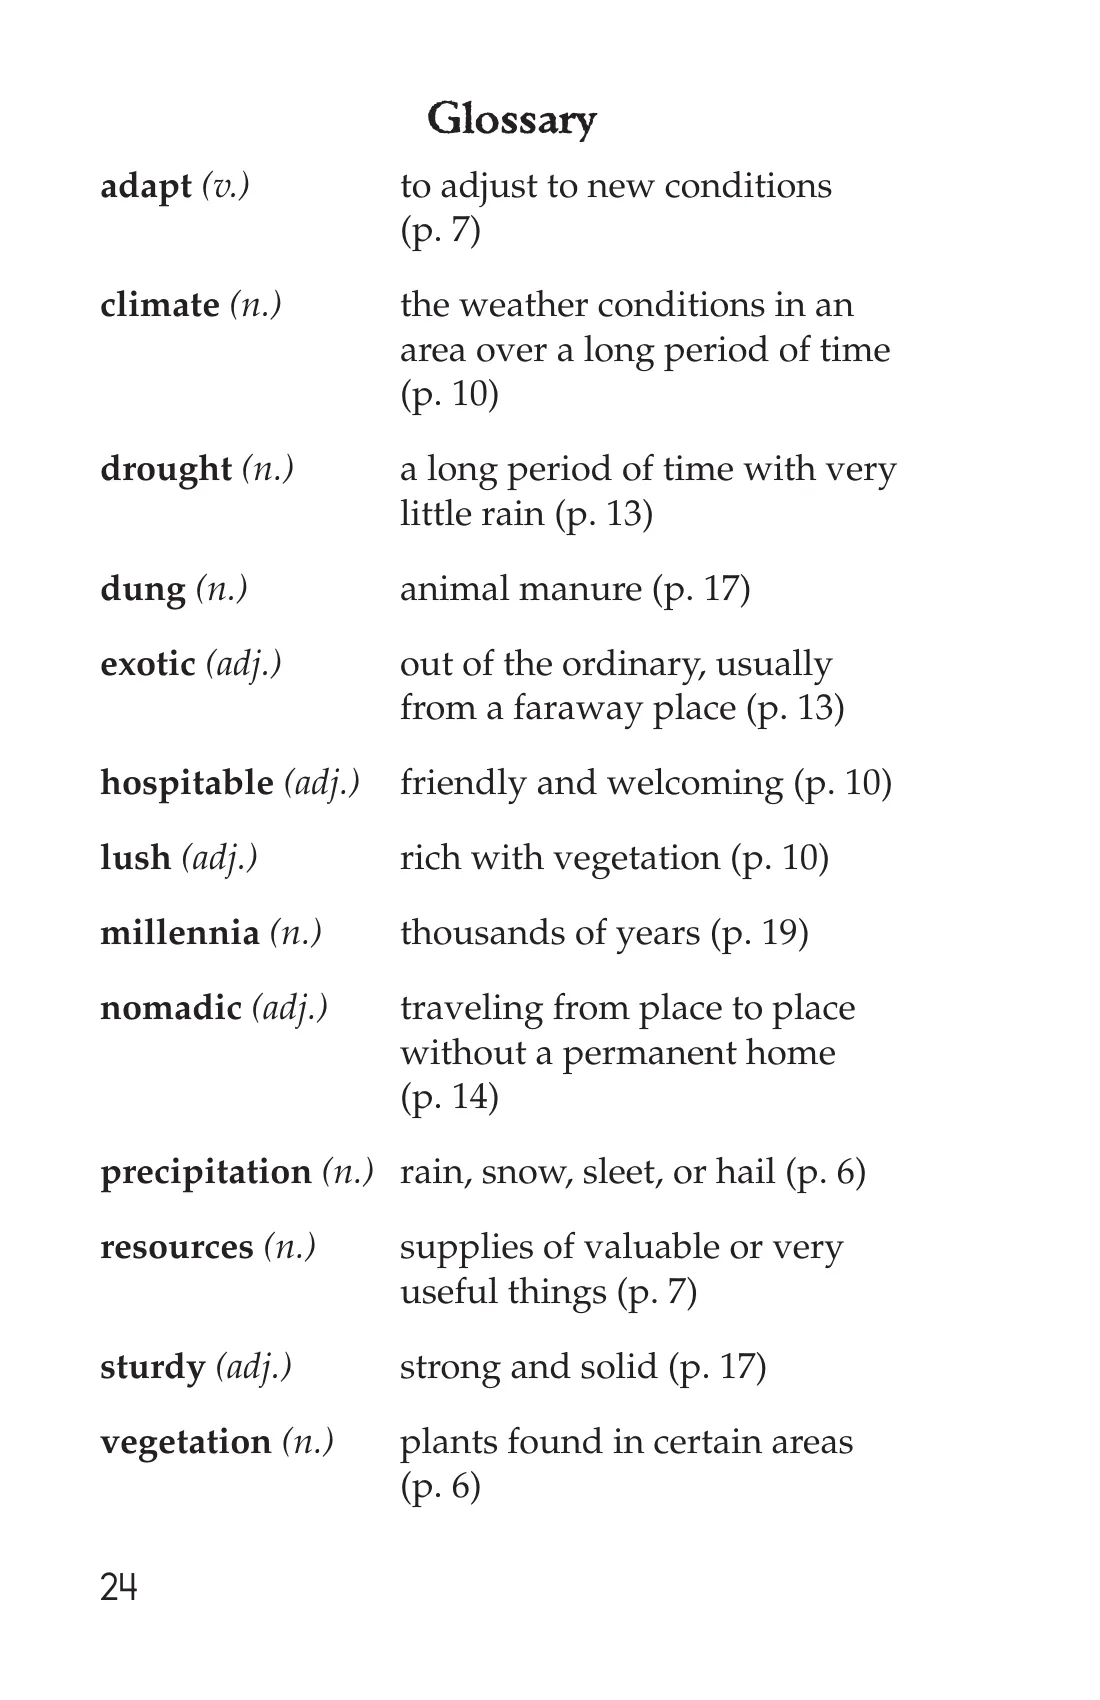 Glossary
adapt (v.) to adjust to new conditions
(p. 7)
climate (n.) the weather conditions in an
area over a long period of time
(p. 10)
drought (n.) a long period of time with very
little rain (p. 13)
dung (n.) animal manure (p. 17)
exotic (adj.) out of the ordinary, usually
from a faraway place (p. 13)
hospitable (adj.) friendly and welcoming (p. 10)
lush (adj.) rich with vegetation (p. 10)
millennia (n.) thousands of years (p. 19)
nomadic (adj.) traveling from place to place
without a permanent home
(p. 14)
precipitation (n.) rain, snow, sleet, or hail (p. 6)
resources (n.) supplies of valuable or very
useful things (p. 7)
sturdy (adj.) strong and solid (p. 17)
vegetation (n.) plants found in certain areas
(p. 6)
24